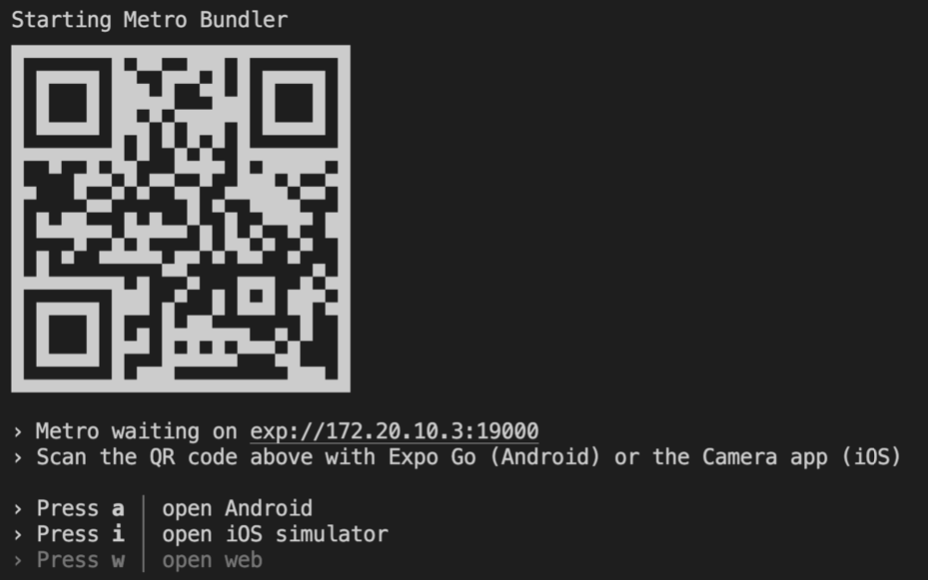 Starting Metro Bundler
› Metro waiting on exp://172.20.10.3:19000
› Scan the QR code above with Expo Go (Android) or the Camera app (iOS)
› Press a │ open Android
› Press i │ open iOS simulator
› Press w │ open web